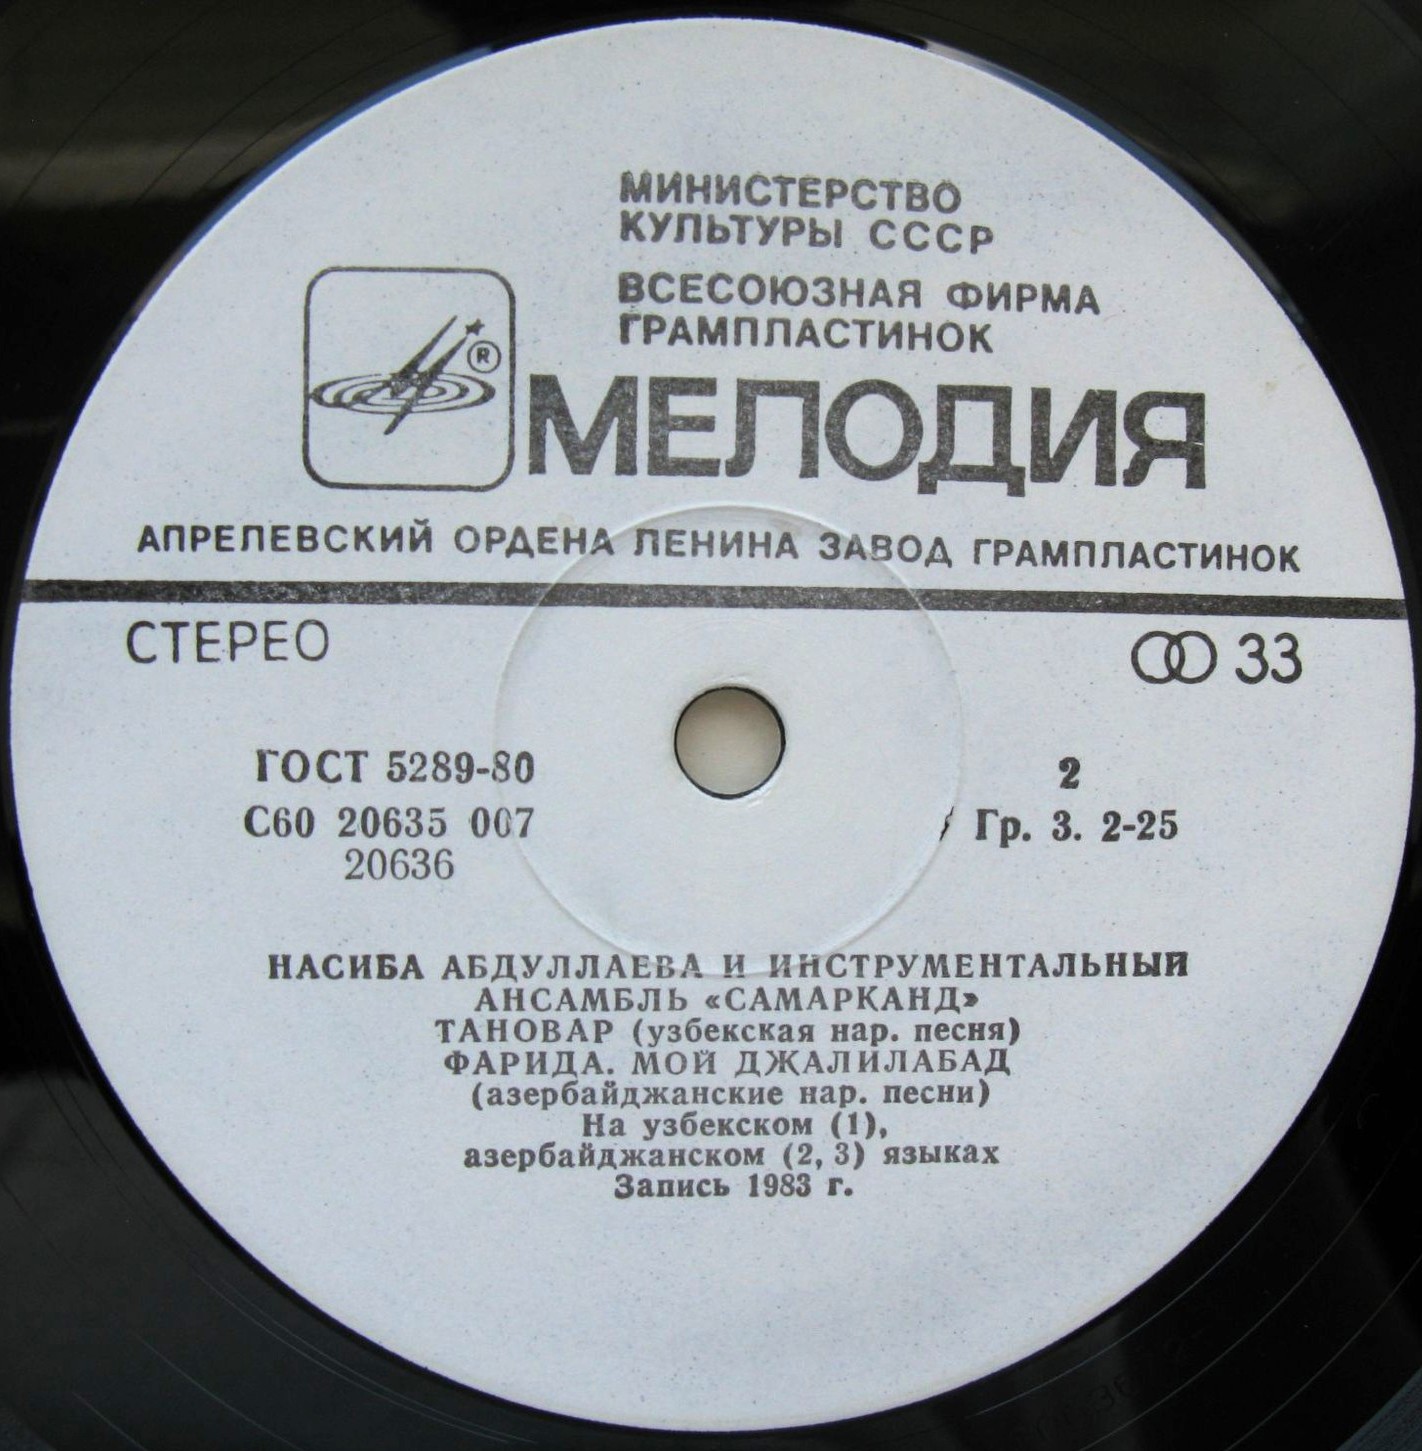 МИНИСТЕРСТВО
КУЛЬТУРЫ СССР
ВСЕСОЮЗНАЯ ФИРМА
ГРАМПЛАСТИНОК
®
МЕЛОДИЯ
АПРЕЛЕВСКИЙ ОРДЕНА ЛЕНИНА ЗАВОД ГРАМПЛАСТИНОК
СТЕРЕО
33
ГОСТ 5289-80
2
С60 20635 007
Гр. 3. 2-25
20636
НАСИБА АБДУЛЛАЕВА И ИНСТРУМЕНТАЛЬНЫЙ
АНСАМБЛЬ «САМАРКАНД»
ТАНОВАР (узбекская нар. песня)
ФАРИДА. МОЙ ДЖАЛИЛАБАД
(азербайджанские нар. песни)
На узбекском (1),
азербайджанском (2, 3) языках
Запись 1983 г.